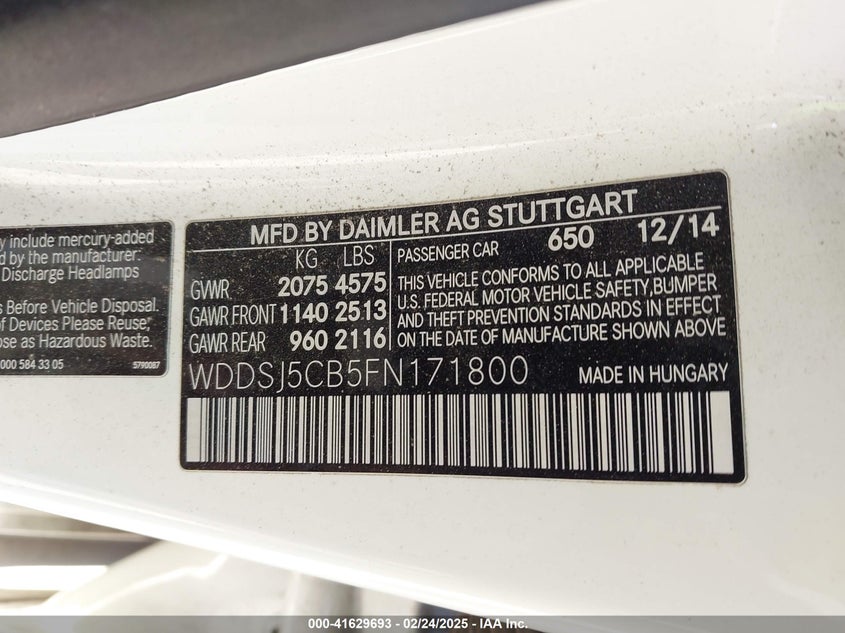 y include mercury-added
d by the manufacturer:
Discharge Headlamps
s Before Vehicle Disposal.
of Devices Please Reuse,
ose as Hazardous Waste.
000 584 33 05
5790087
MFD BY DAIMLER AG STUTTGART
KG LBS
GVWR 2075 4575
GAWR FRONT 1140 2513
GAWR REAR 960 2116
PASSENGER CAR 650 12/14
THIS VEHICLE CONFORMS TO ALL APPLICABLE
U.S. FEDERAL MOTOR VEHICLE SAFETY, BUMPER
AND THEFT PREVENTION STANDARDS IN EFFECT
ON THE DATE OF MANUFACTURE SHOWN ABOVE
WDDSJ5CB5FN171800
MADE IN HUNGARY
000-41629693 - 02/24/2025 - IAA Inc.